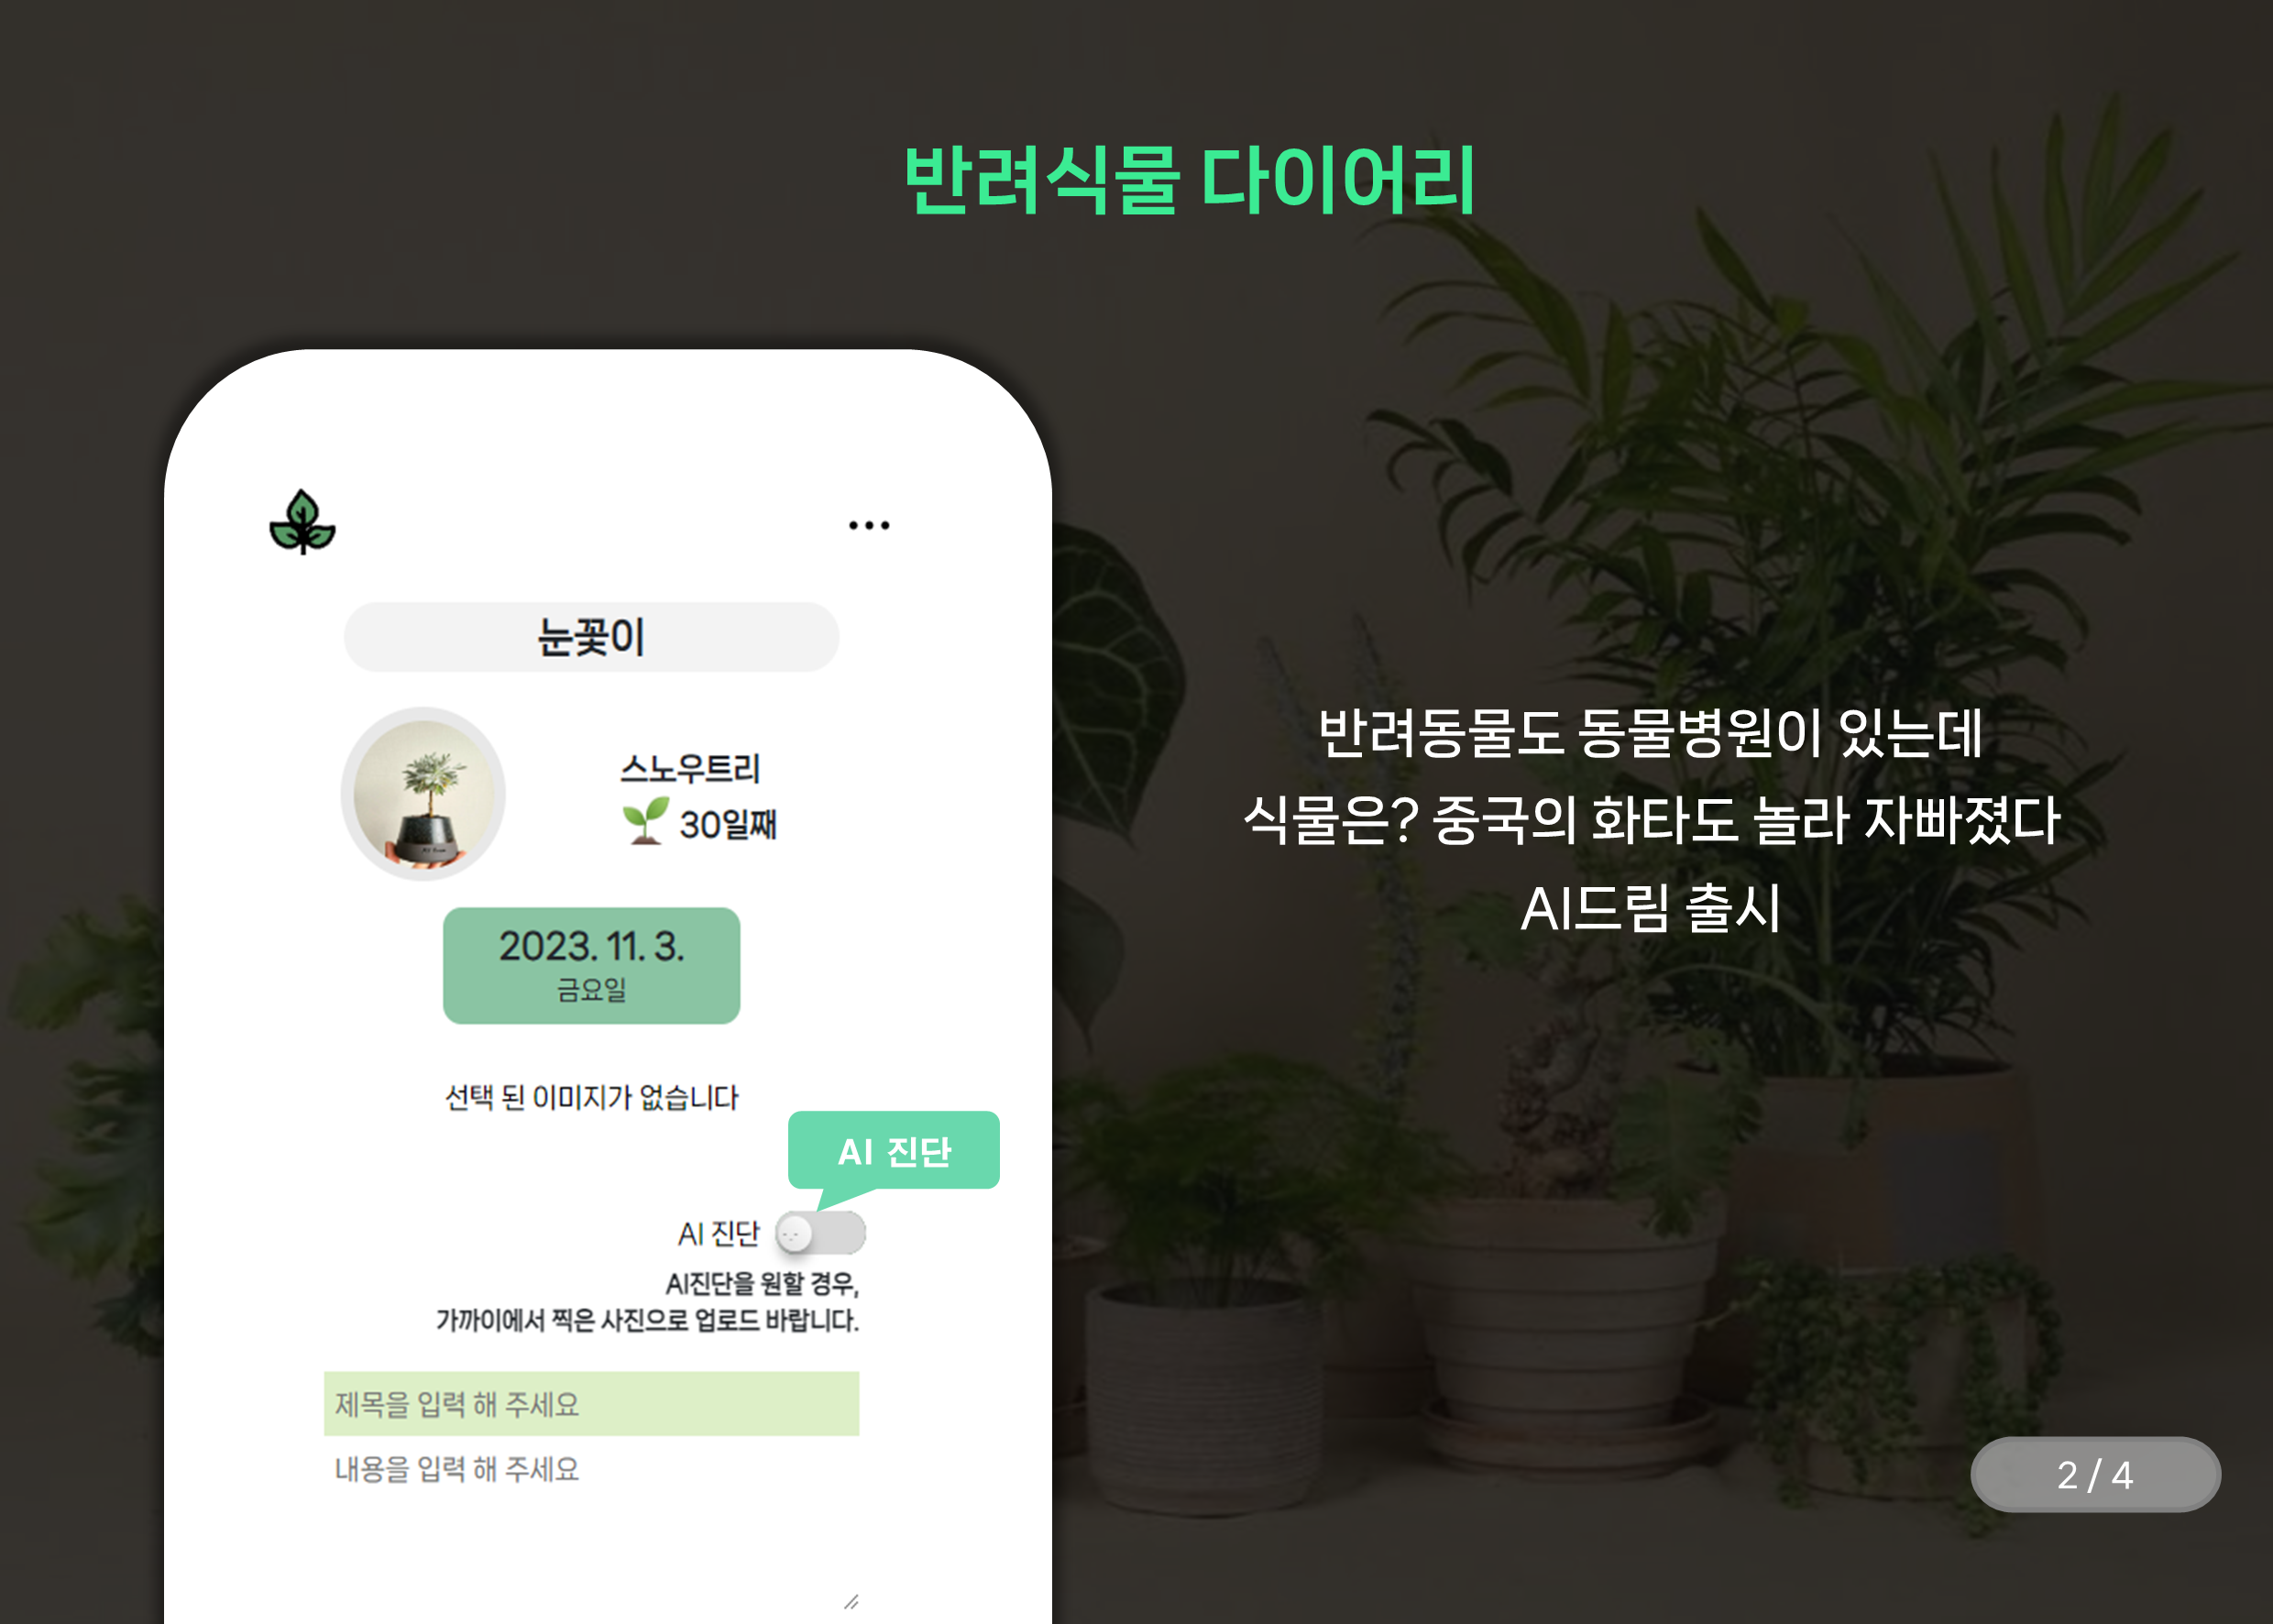 반려식물 다이어리
눈꽃이
스노우트리
30일째
2023. 11. 3.
금요일
선택 된 이미지가 없습니다
AI 진단
AI 진단
AI진단을 원할 경우,
가까이에서 찍은 사진으로 업로드 바랍니다.
제목을 입력 해 주세요
내용을 입력 해 주세요
반려동물도 동물병원이 있는데
식물은? 중국의 화타도 놀라 자빠졌다
AI드림 출시
2 / 4